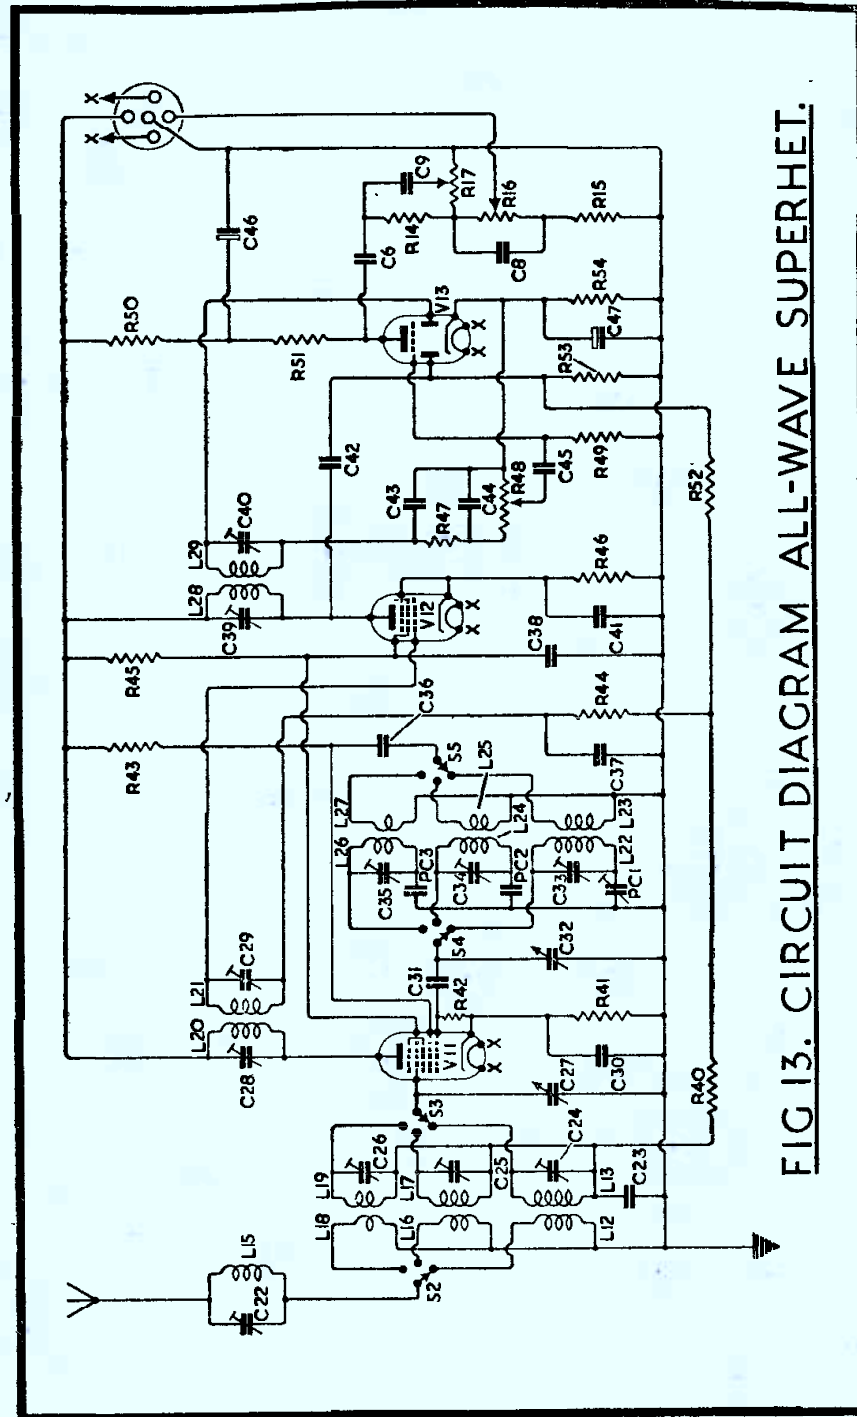 X
X
C46
R50
R51
C9
R17
C6
R14
R16
C8
R15
V13
X
X
R54
C47
R53
C42
C45
R49
C43
C44
R48
R47
R52
L29
C40
L28
C39
V12
X
X
R46
C41
C38
R45
R43
C36
R44
C37
S5
L25
L27
L24
L23
L26
L22
PC3
C35
PC2
C34
C33
PC1
S4
C32
C31
R42
R41
L21
C29
L20
C28
V11
X
X
C30
C27
R40
S3
C24
C26
C25
L19
L17
L13
C23
L18
L16
L12
S2
L15
C22
FIG 13. CIRCUIT DIAGRAM ALL-WAVE SUPERHET.